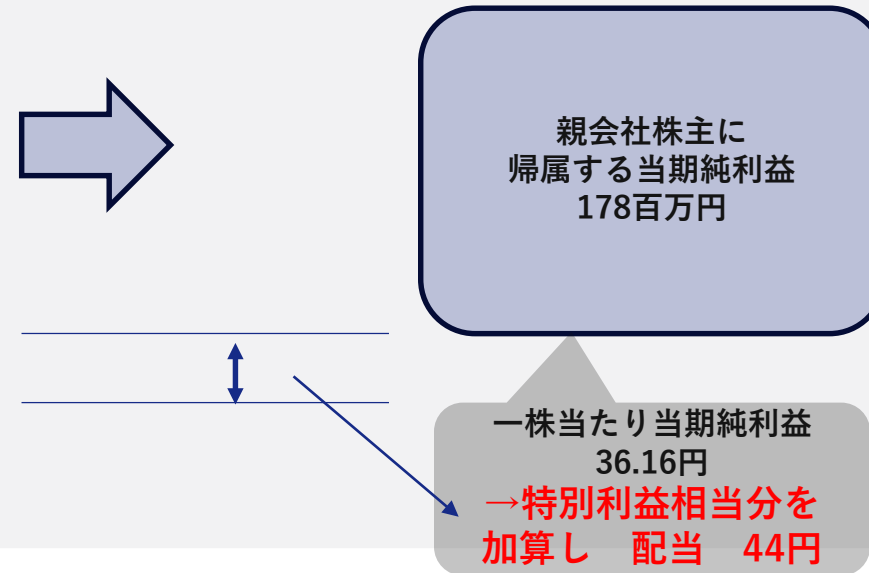 親会社株主に
帰属する当期純利益
178百万円
一株当たり当期純利益
36.16円
→特別利益相当分を
加算し　配当　44円